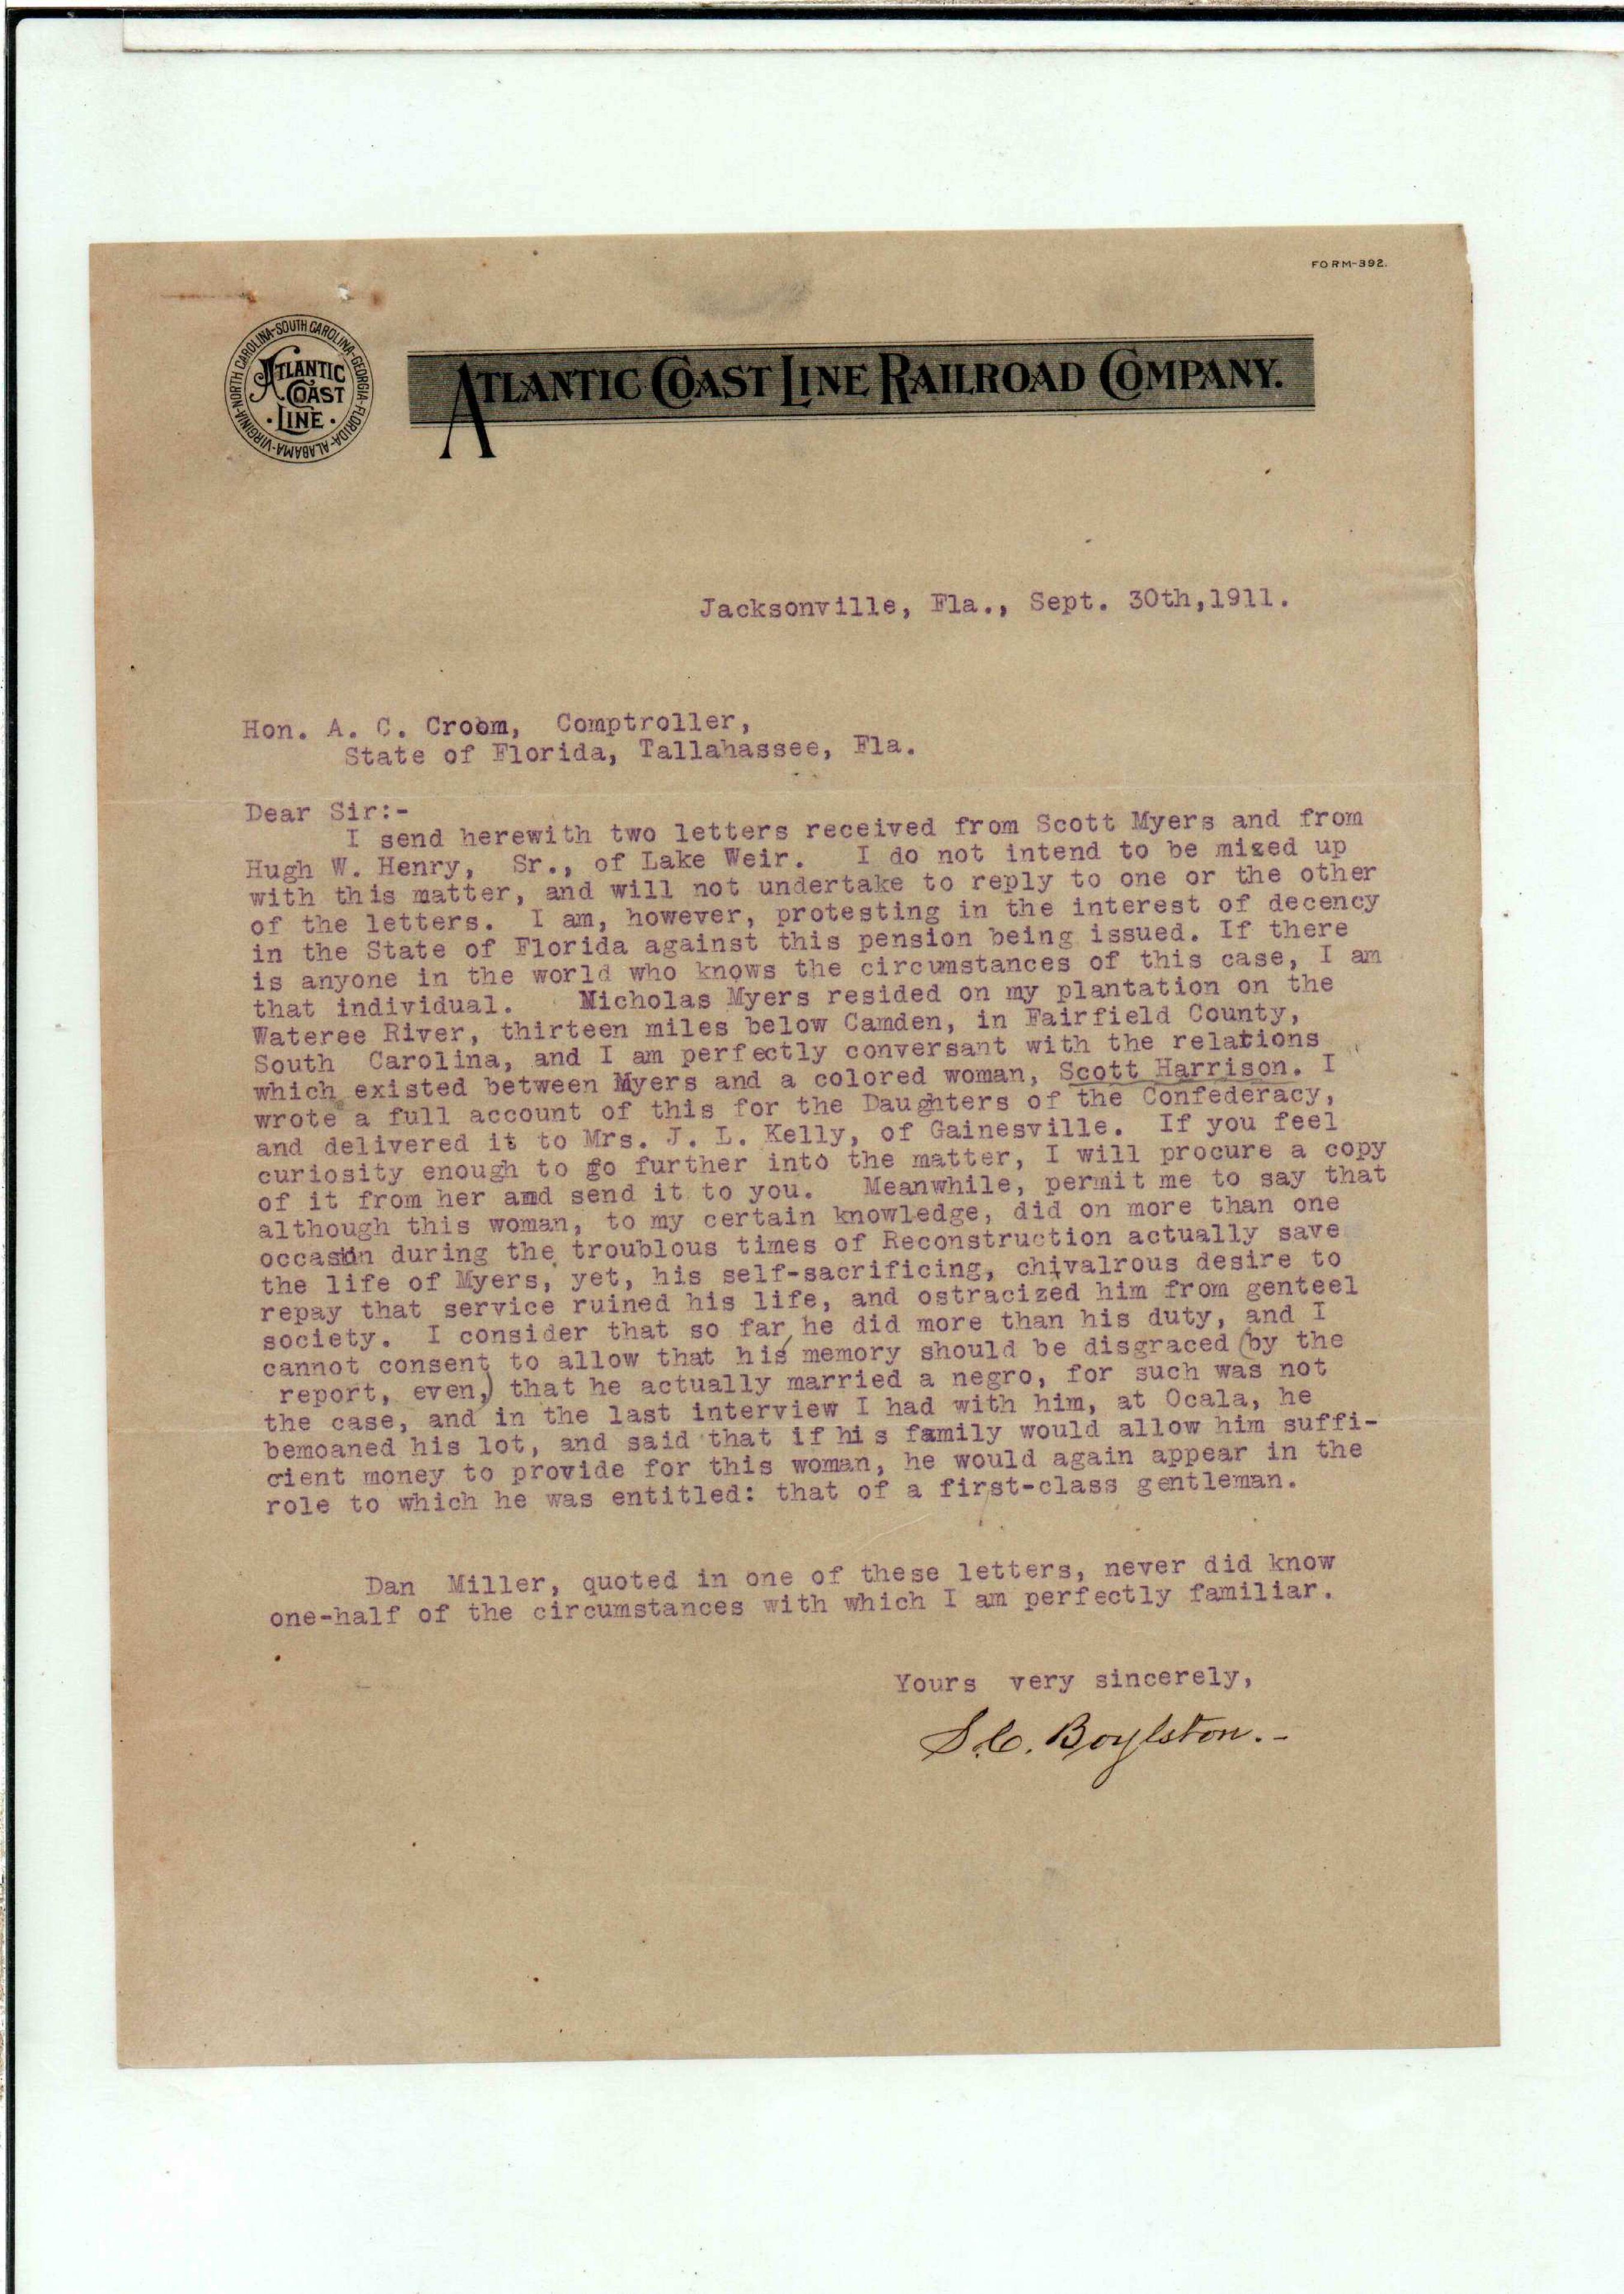 FORM-392.
VIRGINIA-NORTH CAROLINA-SOUTH CAROLINA-GEORGIA-FLORIDA-ALABAMA-
ATLANTIC
COAST
·LINE·
ATLANTIC COAST LINE RAILROAD COMPANY.
Jacksonville, Fla., Sept. 30th,1911.
Hon. A. C. Croom, Comptroller,
State of Florida, Tallahassee, Fla.
Dear Sir:-
I send herewith two letters received from Scott Myers and from
Hugh W. Henry, Sr., of Lake Weir. I do not intend to be mixed up
with this matter, and will not undertake to reply to one or the other
of the letters. I am, however, protesting in the interest of decency
in the State of Florida against this pension being issued. If there
is anyone in the world who knows the circumstances of this case, I am
that individual. Nicholas Myers resided on my plantation on the
Wateree River, thirteen miles below Camden, in Fairfield County,
South Carolina, and I am perfectly conversant with the relations
which existed between Myers and a colored woman, Scott Harrison. I
wrote a full account of this for the Daughters of the Confederacy,
and delivered it to Mrs. J. L. Kelly, of Gainesville. If you feel
curiosity enough to go further into the matter, I will procure a copy
of it from her amd send it to you. Meanwhile, permit me to say that
although this woman, to my certain knowledge, did on more than one
occasion during the troublous times of Reconstruction actually save
the life of Myers, yet, his self-sacrificing, chivalrous desire to
repay that service ruined his life, and ostracized him from genteel
society. I consider that so far, he did more than his duty, and I
cannot consent to allow that his memory should be disgraced (by the
report, even,) that he actually married a negro, for such was not
the case, and in the last interview I had with him, at Ocala, he
bemoaned his lot, and said that if his family would allow him suffi-
cient money to provide for this woman, he would again appear in the
role to which he was entitled: that of a first-class gentleman.
Dan Miller, quoted in one of these letters, never did know
one-half of the circumstances with which I am perfectly familiar.
Yours very sincerely,
S.C. Boylston.-